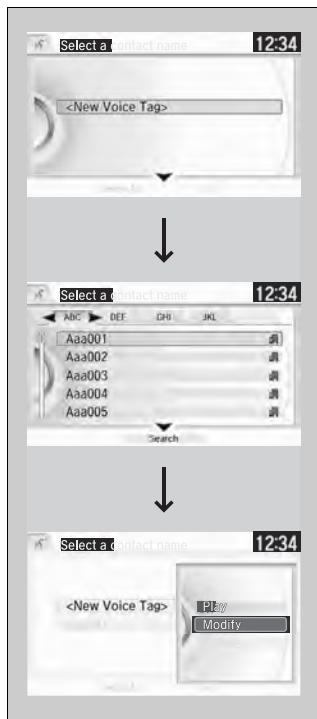 Select a contact name 12:34
<New Voice Tag>
Select a contact name 12:34
ABC DEF GHI JKL
Aaa001
Aaa002
Aaa003
Aaa004
Aaa005
Search
Select a contact name 12:34
<New Voice Tag>
Play
Modify